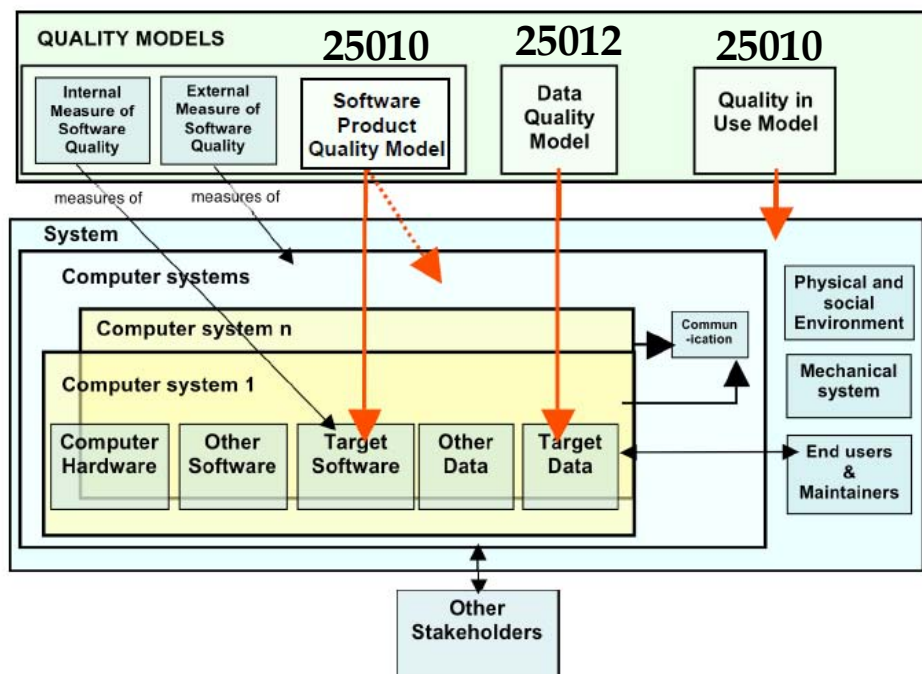 QUALITY MODELS
25010
25012
25010
Internal
Measure of
Software
Quality
External
Measure of
Software
Quality
Software
Product
Quality Model
Data
Quality
Model
Quality in
Use Model
measures of
measures of
System
Computer systems
Physical and
social
Environment
Computer system n
Commun
-ication
Computer system 1
Mechanical
system
Computer
Hardware
Other
Software
Target
Software
Other
Data
Target
Data
End users
&
Maintainers
Other
Stakeholders